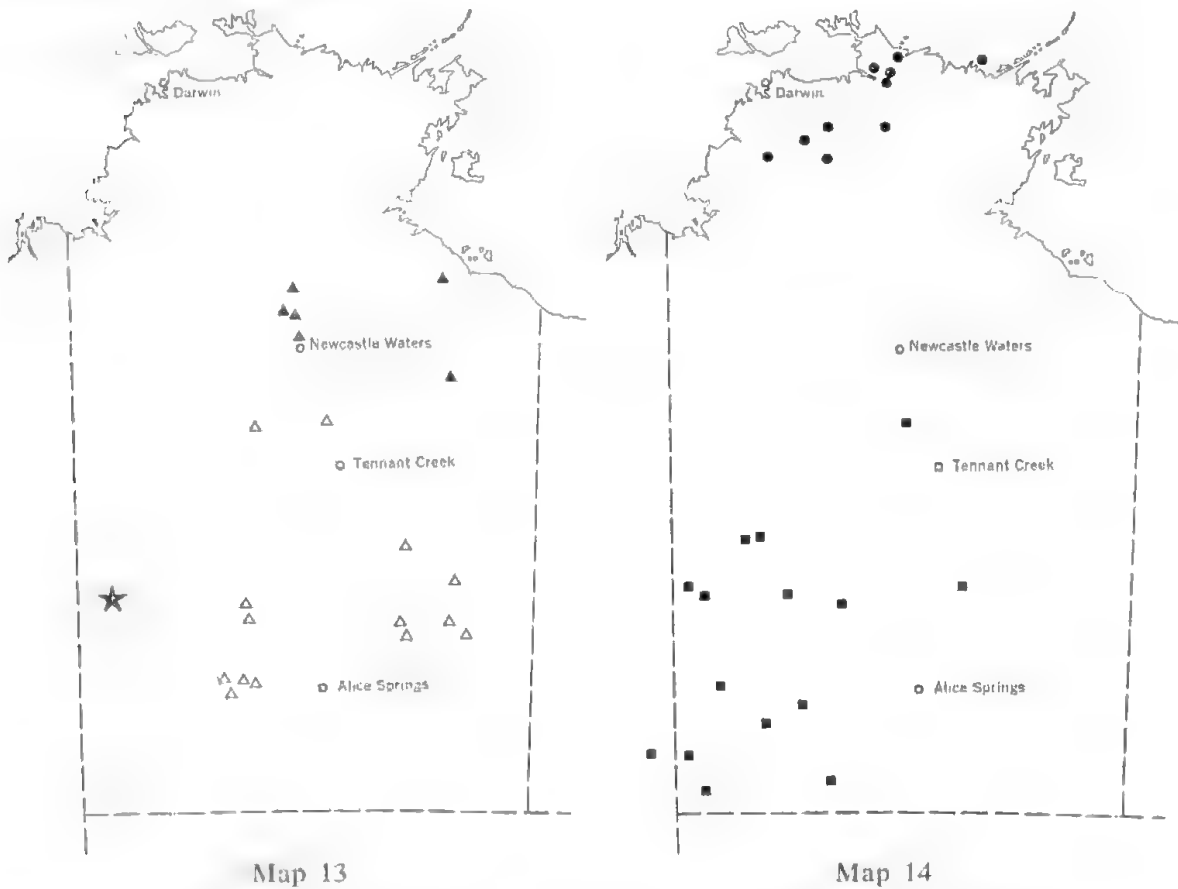 Darwin
Newcastle Waters
Tennant Creek
Alice Springs
Map 13
Darwin
Newcastle Waters
Tennant Creek
Alice Springs
Map 14